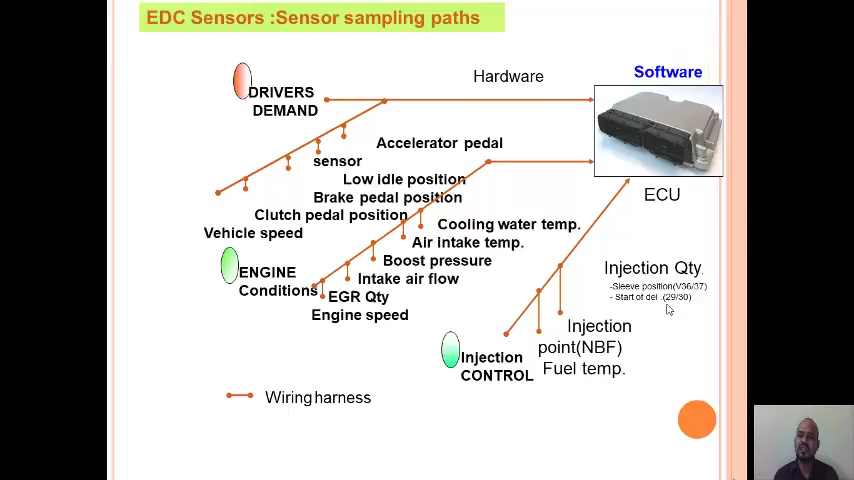 EDC Sensors :Sensor sampling paths
Hardware
Software
DRIVERS
DEMAND
Accelerator pedal
sensor
Low idle position
Brake pedal position
Clutch pedal position
Vehicle speed
ECU
Cooling water temp.
Air intake temp.
Boost pressure
Intake air flow
EGR Qty
Engine speed
ENGINE
Conditions
Injection Qty.
-Sleeve position(V36/37)
- Start of del .(29/30)
Injection
point(NBF)
Fuel temp.
Injection
CONTROL
Wiring harness